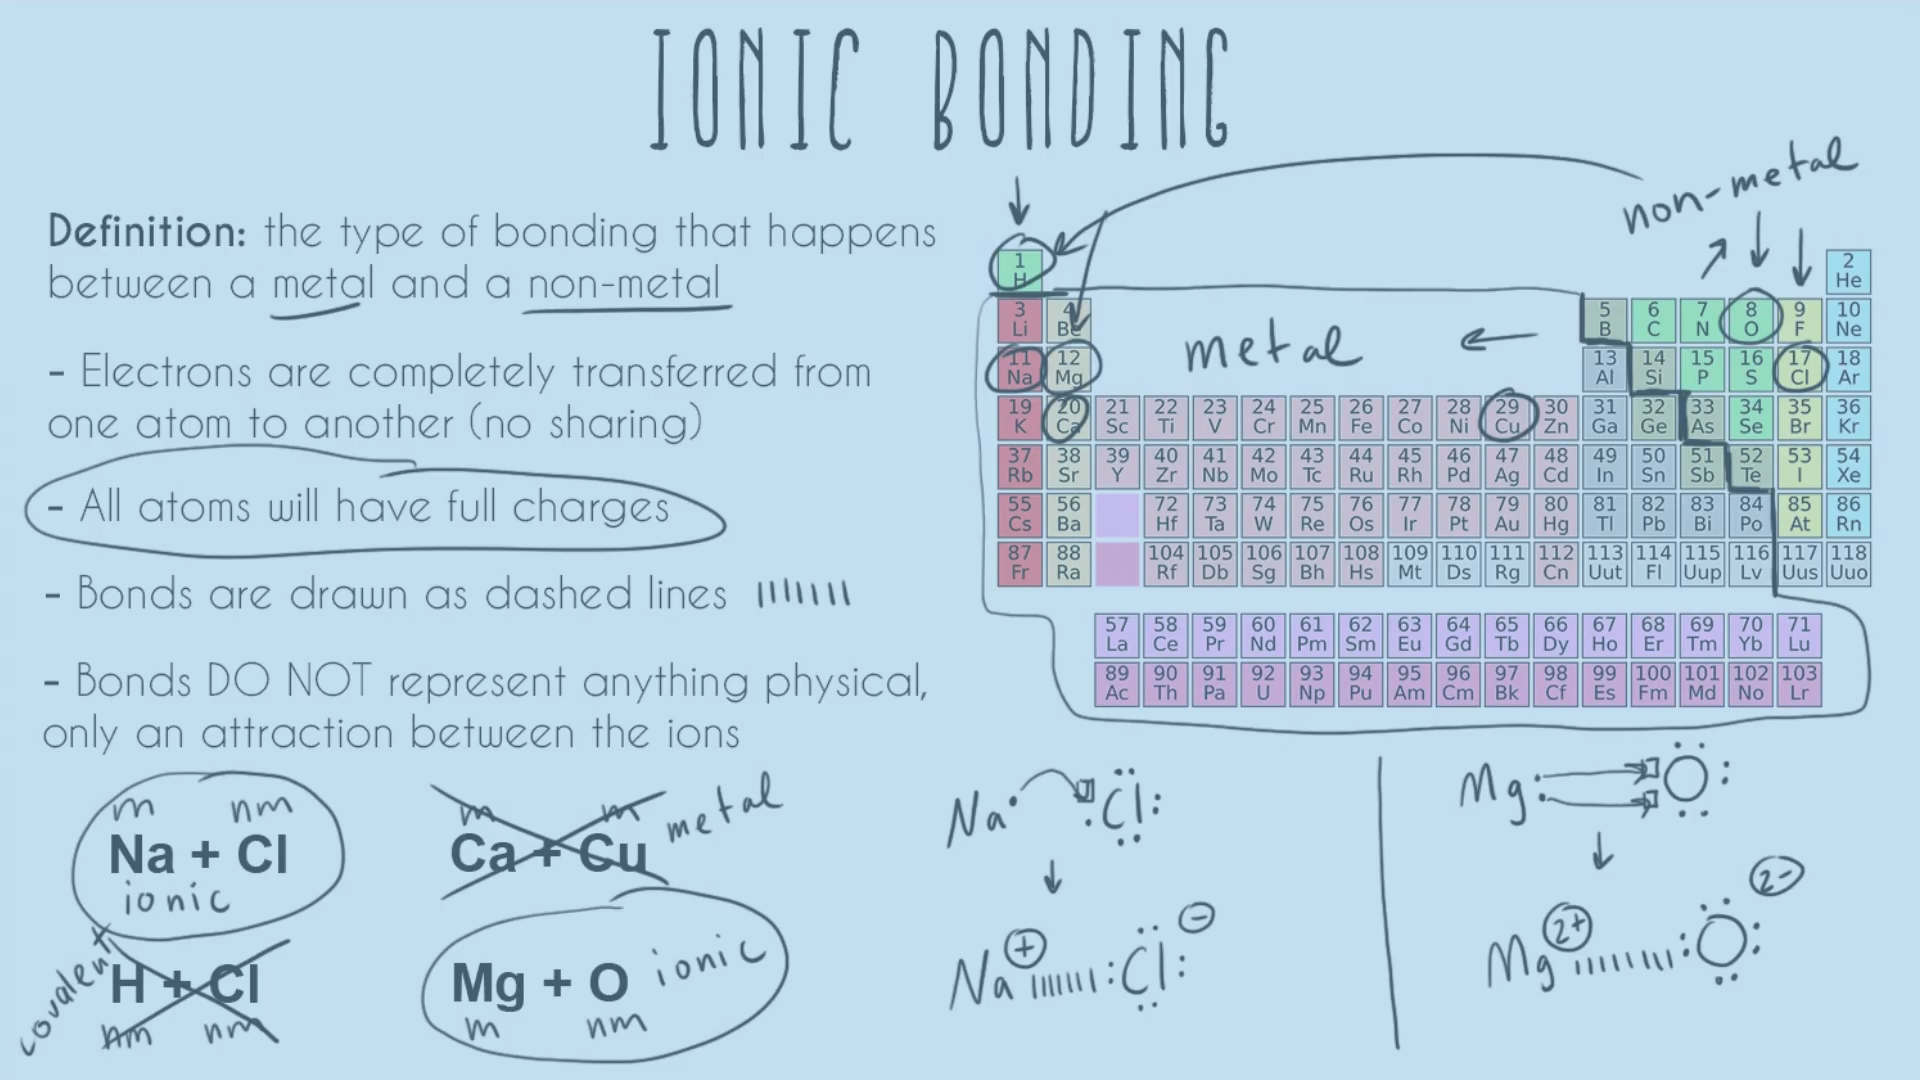 IONIC BONDING
Definition: the type of bonding that happens
between a metal and a non-metal
- Electrons are completely transferred from
one atom to another (no sharing)
- All atoms will have full charges
- Bonds are drawn as dashed lines
- Bonds DO NOT represent anything physical,
only an attraction between the ions
m nm
Na + Cl
ionic
m m metal
Ca + Cu
covalent
H + Cl
nm nm
Mg + O ionic
m nm
non-metal
metal
1 2
H He
3 4 5 6 7 8 9 10
Li Be B C N O F Ne
11 12 13 14 15 16 17 18
Na Mg Al Si P S Cl Ar
19 20 21 22 23 24 25 26 27 28 29 30 31 32 33 34 35 36
K Ca Sc Ti V Cr Mn Fe Co Ni Cu Zn Ga Ge As Se Br Kr
37 38 39 40 41 42 43 44 45 46 47 48 49 50 51 52 53 54
Rb Sr Y Zr Nb Mo Tc Ru Rh Pd Ag Cd In Sn Sb Te I Xe
55 56 72 73 74 75 76 77 78 79 80 81 82 83 84 85 86
Cs Ba Hf Ta W Re Os Ir Pt Au Hg Tl Pb Bi Po At Rn
87 88 104 105 106 107 108 109 110 111 112 113 114 115 116 117 118
Fr Ra Rf Db Sg Bh Hs Mt Ds Rg Cn Uut Fl Uup Lv Uus Uuo
57 58 59 60 61 62 63 64 65 66 67 68 69 70 71
La Ce Pr Nd Pm Sm Eu Gd Tb Dy Ho Er Tm Yb Lu
89 90 91 92 93 94 95 96 97 98 99 100 101 102 103
Ac Th Pa U Np Pu Am Cm Bk Cf Es Fm Md No Lr
Na Cl
Na + Cl -
Mg O
Mg 2+ O 2-